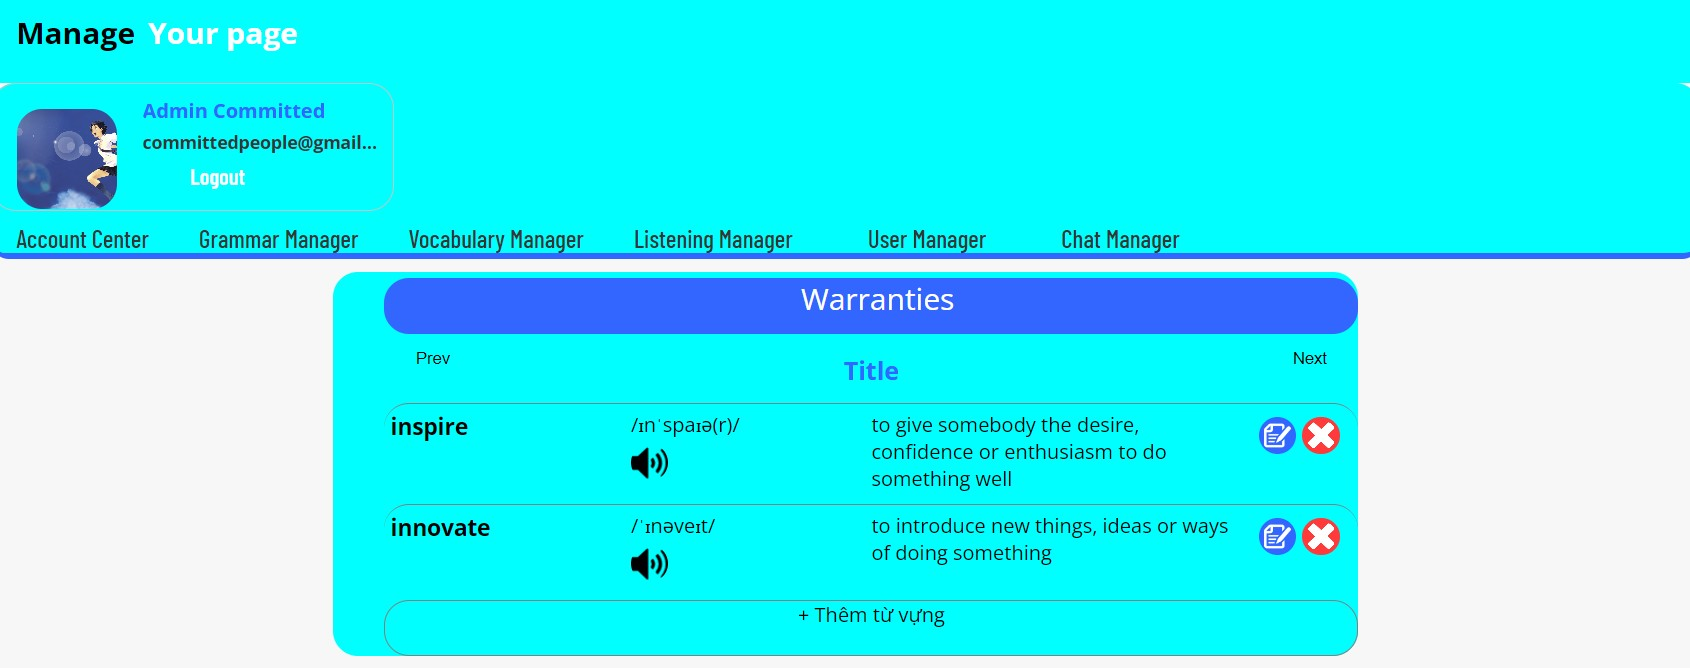 Manage Your page
Admin Committed
committedpeople@gmail...
Logout
Account Center Grammar Manager Vocabulary Manager Listening Manager User Manager Chat Manager
Warranties
Prev Next
Title
inspire /ɪnˈspaɪə(r)/ to give somebody the desire,
confidence or enthusiasm to do
something well
innovate /ˈɪnəveɪt/ to introduce new things, ideas or ways
of doing something
+ Thêm từ vựng